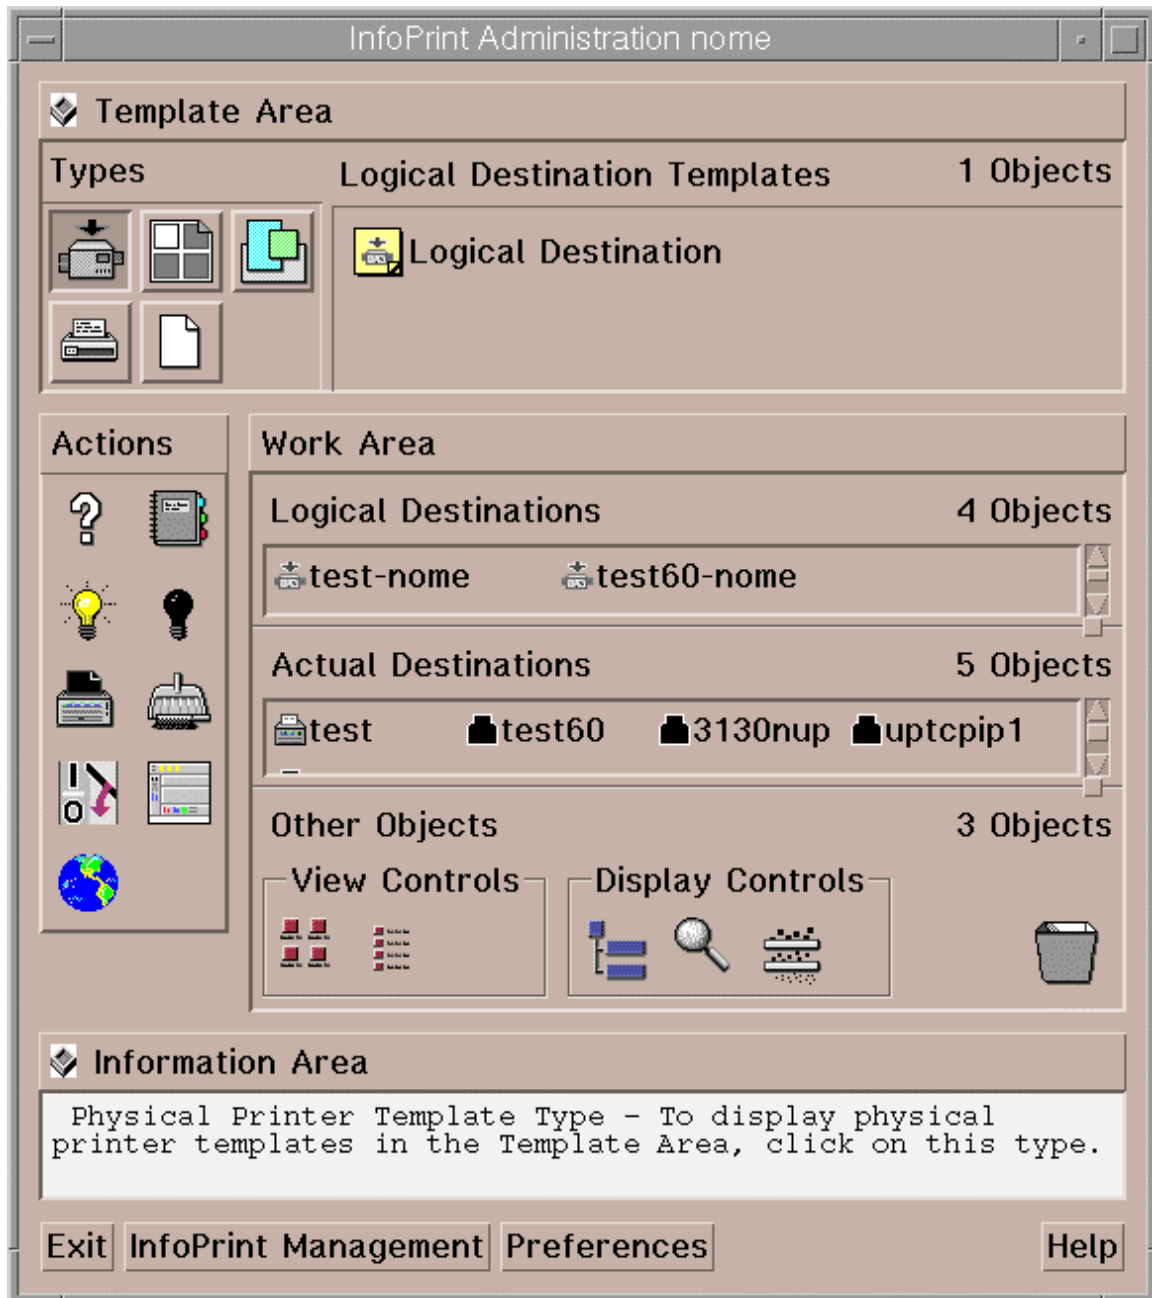 InfoPrint Administration nome
Template Area
Types
Logical Destination Templates 1 Objects
Logical Destination
Actions
Work Area
Logical Destinations 4 Objects
test-nome test60-nome
Actual Destinations 5 Objects
test test60 3130nup uptcpip1
Other Objects 3 Objects
View Controls Display Controls
Information Area
Physical Printer Template Type - To display physical
printer templates in the Template Area, click on this type.
Exit InfoPrint Management Preferences Help